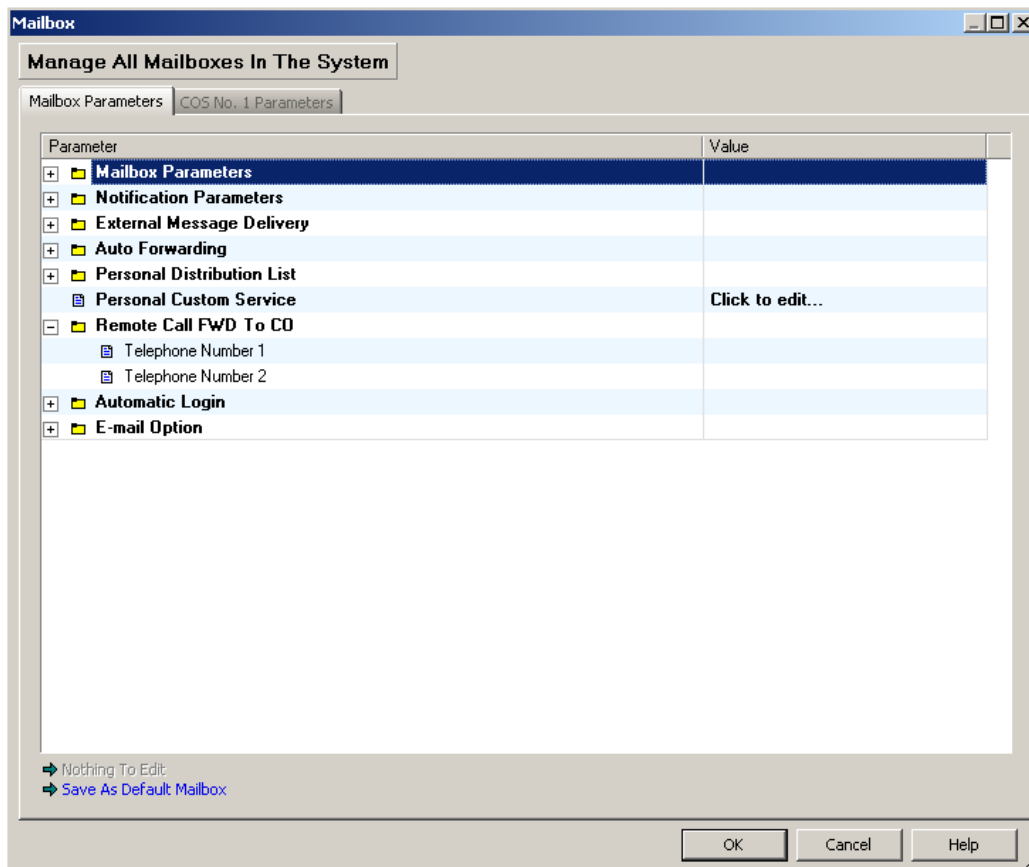 Mailbox
Manage All Mailboxes In The System
Mailbox Parameters COS No. 1 Parameters
Parameter Value
Mailbox Parameters
Notification Parameters
External Message Delivery
Auto Forwarding
Personal Distribution List
Personal Custom Service Click to edit...
Remote Call FWD To CO
Telephone Number 1
Telephone Number 2
Automatic Login
E-mail Option
Nothing To Edit
Save As Default Mailbox
OK Cancel Help